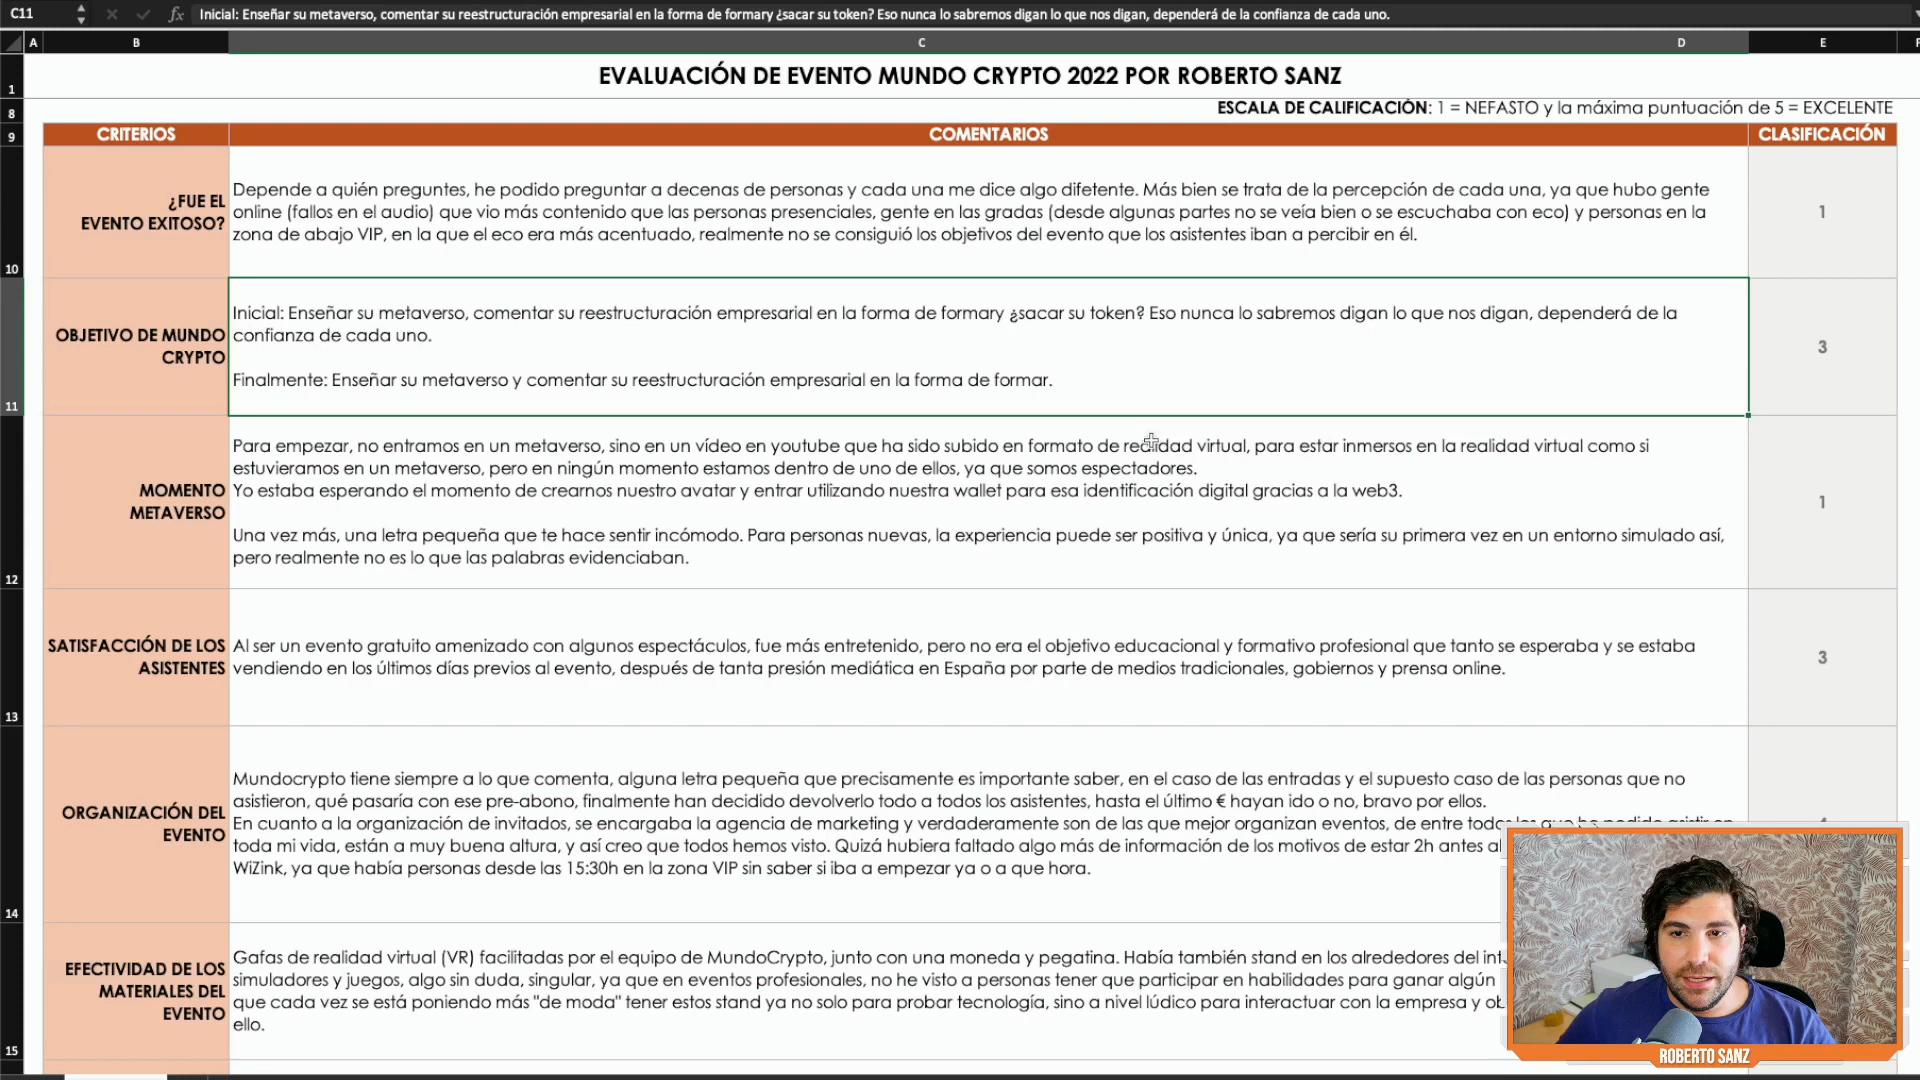 C11
fx Inicial: Enseñar su metaverso, comentar su reestructuración empresarial en la forma de formary ¿sacar su token? Eso nunca lo sabremos digan lo que nos digan, dependerá de la confianza de cada uno.
A B C D E F
1 EVALUACIÓN DE EVENTO MUNDO CRYPTO 2022 POR ROBERTO SANZ
8 ESCALA DE CALIFICACIÓN: 1 = NEFASTO y la máxima puntuación de 5 = EXCELENTE
9 CRITERIOS COMENTARIOS CLASIFICACIÓN
¿FUE EL
EVENTO EXITOSO?
Depende a quién preguntes, he podido preguntar a decenas de personas y cada una me dice algo difetente. Más bien se trata de la percepción de cada una, ya que hubo gente
online (fallos en el audio) que vio más contenido que las personas presenciales, gente en las gradas (desde algunas partes no se veía bien o se escuchaba con eco) y personas en la
zona de abajo VIP, en la que el eco era más acentuado, realmente no se consiguió los objetivos del evento que los asistentes iban a percibir en él.
1
10
OBJETIVO DE MUNDO
CRYPTO
Inicial: Enseñar su metaverso, comentar su reestructuración empresarial en la forma de formary ¿sacar su token? Eso nunca lo sabremos digan lo que nos digan, dependerá de la
confianza de cada uno.
Finalmente: Enseñar su metaverso y comentar su reestructuración empresarial en la forma de formar.
3
11
MOMENTO
METAVERSO
Para empezar, no entramos en un metaverso, sino en un vídeo en youtube que ha sido subido en formato de realidad virtual, para estar inmersos en la realidad virtual como si
estuvieramos en un metaverso, pero en ningún momento estamos dentro de uno de ellos, ya que somos espectadores.
Yo estaba esperando el momento de crearnos nuestro avatar y entrar utilizando nuestra wallet para esa identificación digital gracias a la web3.
Una vez más, una letra pequeña que te hace sentir incómodo. Para personas nuevas, la experiencia puede ser positiva y única, ya que sería su primera vez en un entorno simulado así,
pero realmente no es lo que las palabras evidenciaban.
1
12
SATISFACCIÓN DE LOS
ASISTENTES
Al ser un evento gratuito amenizado con algunos espectáculos, fue más entretenido, pero no era el objetivo educacional y formativo profesional que tanto se esperaba y se estaba
vendiendo en los últimos días previos al evento, después de tanta presión mediática en España por parte de medios tradicionales, gobiernos y prensa online.
3
13
ORGANIZACIÓN DEL
EVENTO
Mundocrypto tiene siempre a lo que comenta, alguna letra pequeña que precisamente es importante saber, en el caso de las entradas y el supuesto caso de las personas que no
asistieron, qué pasaría con ese pre-abono, finalmente han decidido devolverlo todo a todos los asistentes, hasta el último € hayan ido o no, bravo por ellos.
En cuanto a la organización de invitados, se encargaba la agencia de marketing y verdaderamente son de las que mejor organizan eventos, de entre todos los que he podido asistir en
toda mi vida, están a muy buena altura, y así creo que todos hemos visto. Quizá hubiera faltado algo más de información de los motivos de estar 2h antes al
WiZink, ya que había personas desde las 15:30h en la zona VIP sin saber si iba a empezar ya o a que hora.
14
EFECTIVIDAD DE LOS
MATERIALES DEL
EVENTO
Gafas de realidad virtual (VR) facilitadas por el equipo de MundoCrypto, junto con una moneda y pegatina. Había también stand en los alrededores del
simuladores y juegos, algo sin duda, singular, ya que en eventos profesionales, no he visto a personas tener que participar en habilidades para ganar algún
que cada vez se está poniendo más "de moda" tener estos stand ya no solo para probar tecnología, sino a nivel lúdico para interactuar con la empresa y
ello.
15
ROBERTO SANZ